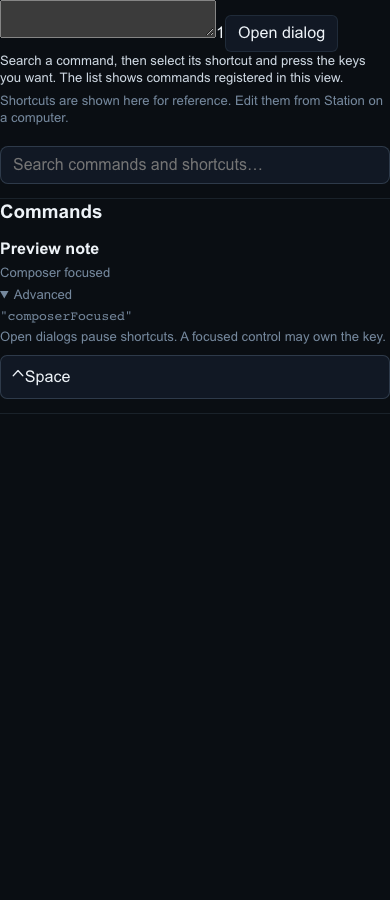 1 Open dialog
Search a command, then select its shortcut and press the keys
you want. The list shows commands registered in this view.
Shortcuts are shown here for reference. Edit them from Station on
a computer.
Search commands and shortcuts…
Commands
Preview note
Composer focused
▼ Advanced
"composerFocused"
Open dialogs pause shortcuts. A focused control may own the key.
^Space